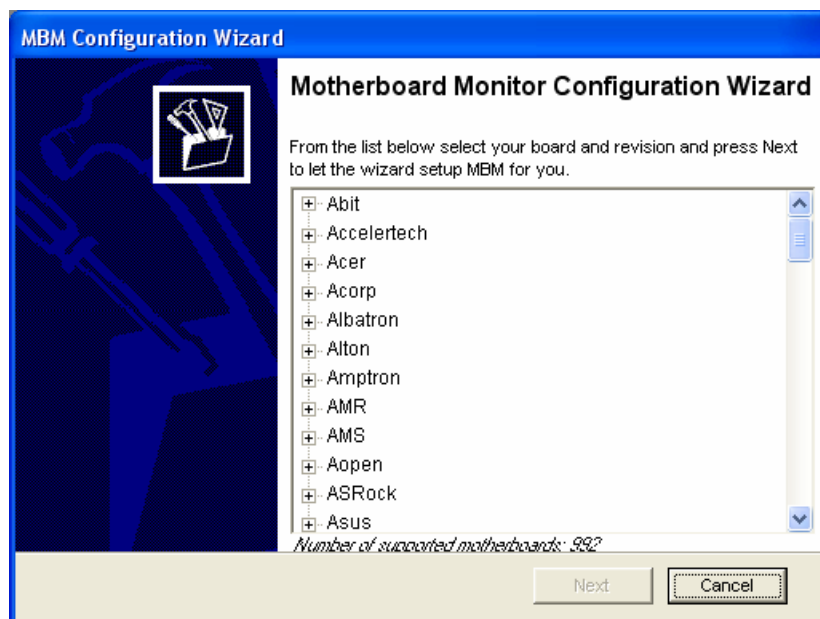 MBM Configuration Wizard
Motherboard Monitor Configuration Wizard
From the list below select your board and revision and press Next
to let the wizard setup MBM for you.
Abit
Accelertech
Acer
Acorp
Albatron
Alton
Amptron
AMR
AMS
Aopen
ASRock
Asus
Number of supported motherboards: 992
Next
Cancel